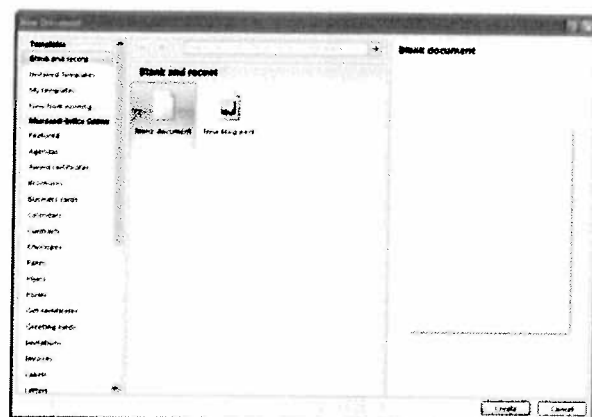 New Document
Templates
Blank and recent
Installed Templates
My templates
New from existing
Microsoft Office Online
Featured
Agendas
Award certificates
Brochures
Business cards
Calendars
Contracts
Envelopes
Faxes
Flyers
Forms
Gift certificates
Greeting cards
Invitations
Invoices
Labels
Letters
Blank and recent
Blank document
New blog post
Blank document
Create
Cancel